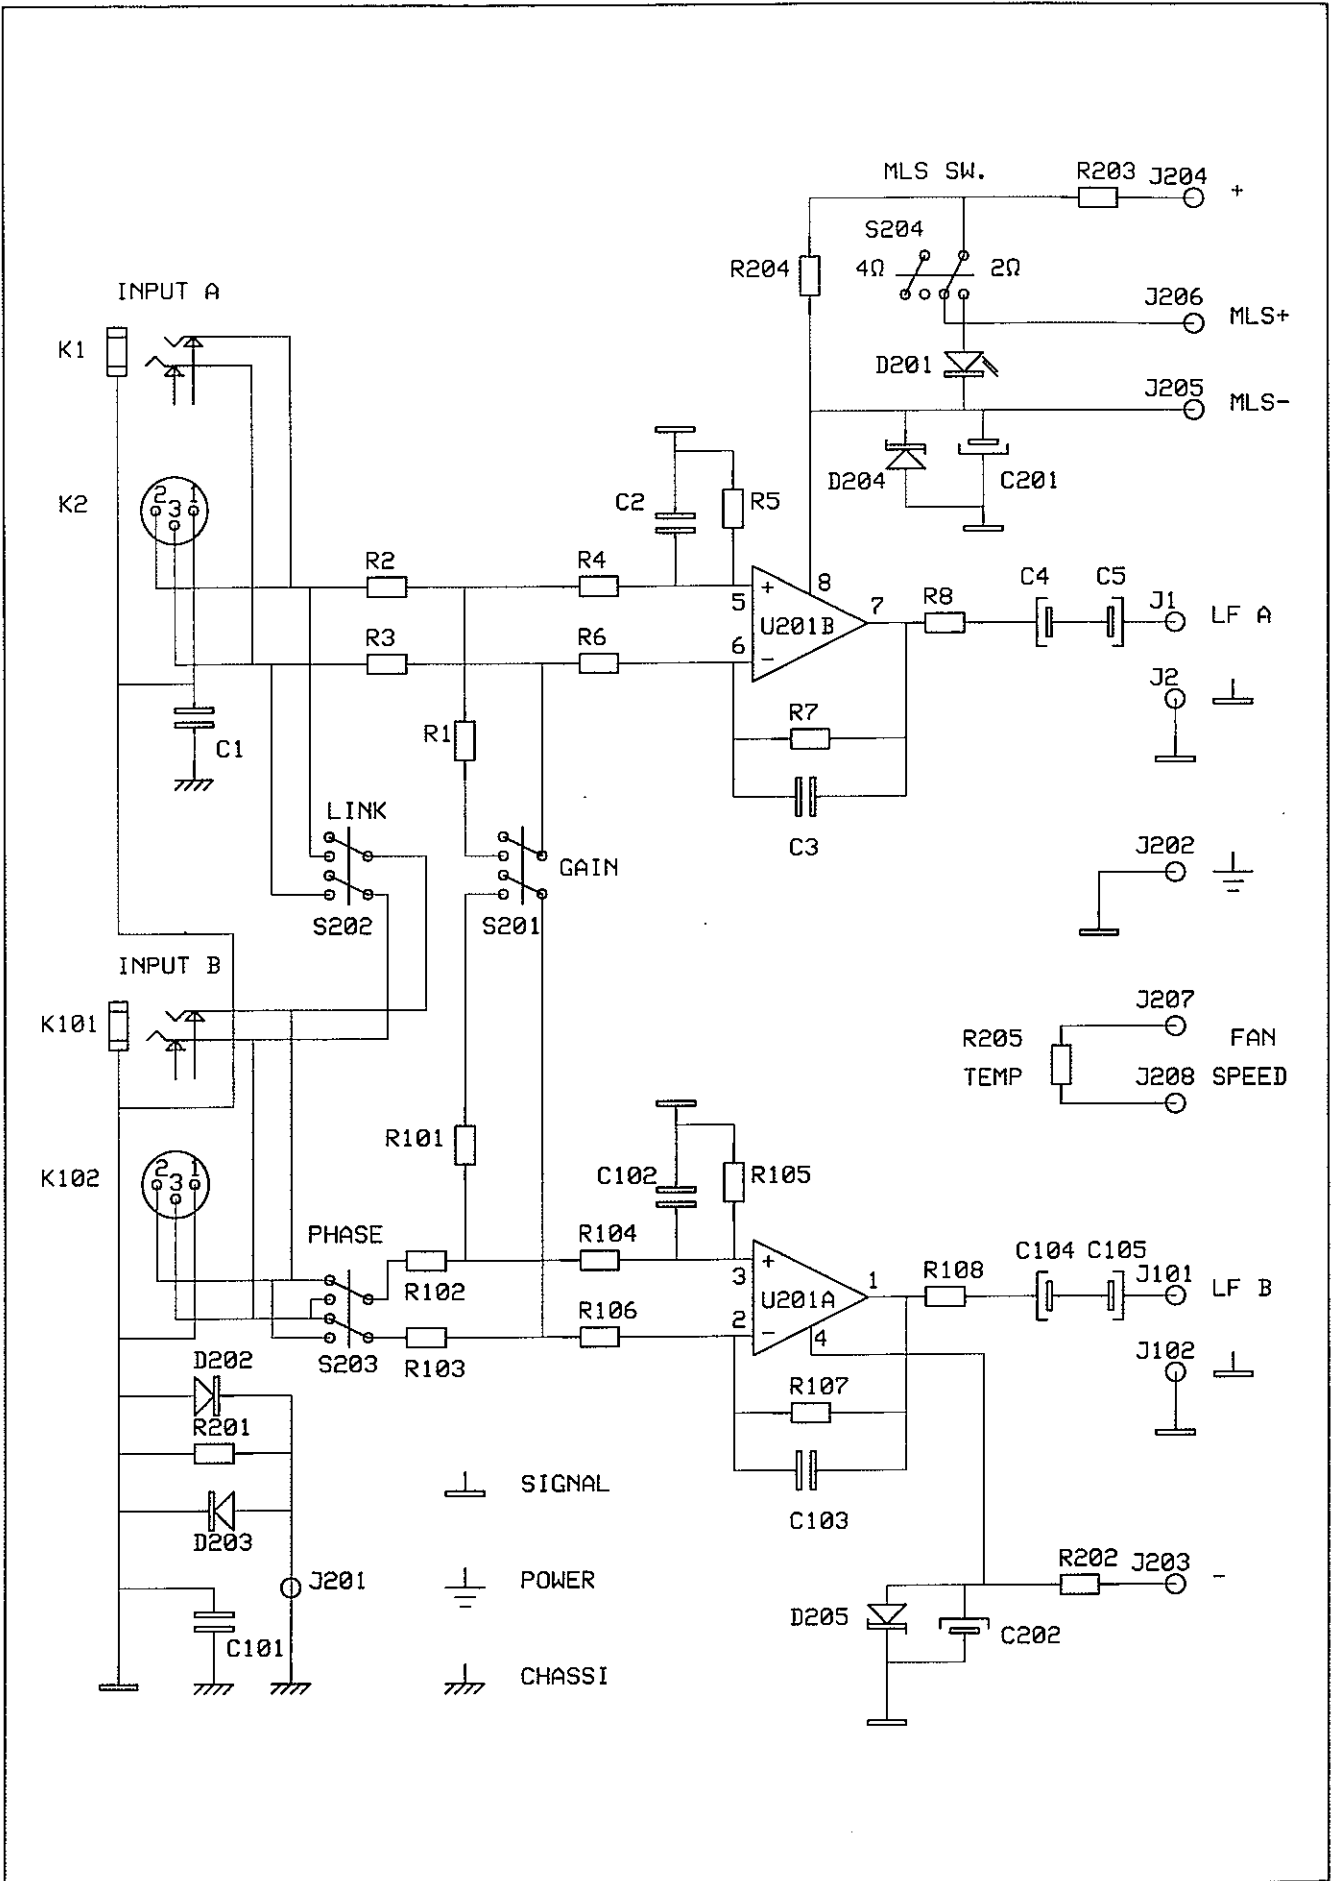 MLS SW.
R203
J204
+
S204
R204
4Ω
2Ω
INPUT A
J206
MLS+
K1
D201
J205
MLS-
K2
2
3
1
C2
R5
D204
C201
R2
R4
+
8
5
U201B
7
R8
C4
C5
J1
LF A
R3
R6
6
-
J2
C1
R1
R7
LINK
GAIN
C3
J202
S202
S201
INPUT B
K101
J207
R205
FAN
TEMP
J208
SPEED
R101
K102
2
3
1
C102
R105
PHASE
R104
R102
+
3
U201A
1
R108
C104
C105
J101
LF B
R106
2
-
4
S203
R103
J102
D202
R107
R201
SIGNAL
D203
C103
J201
POWER
R202
J203
-
D205
C202
C101
CHASSI